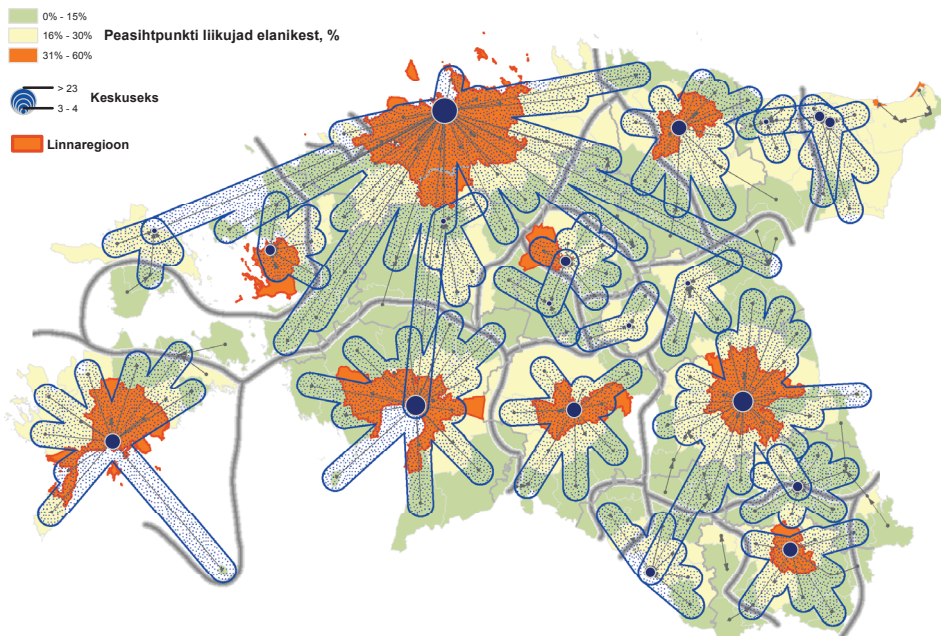 0% - 15%
16% - 30%
31% - 60%
Peasihtpunkti liikujad elanikest, %
> 23
3 - 4
Keskuseks
Linnaregioon